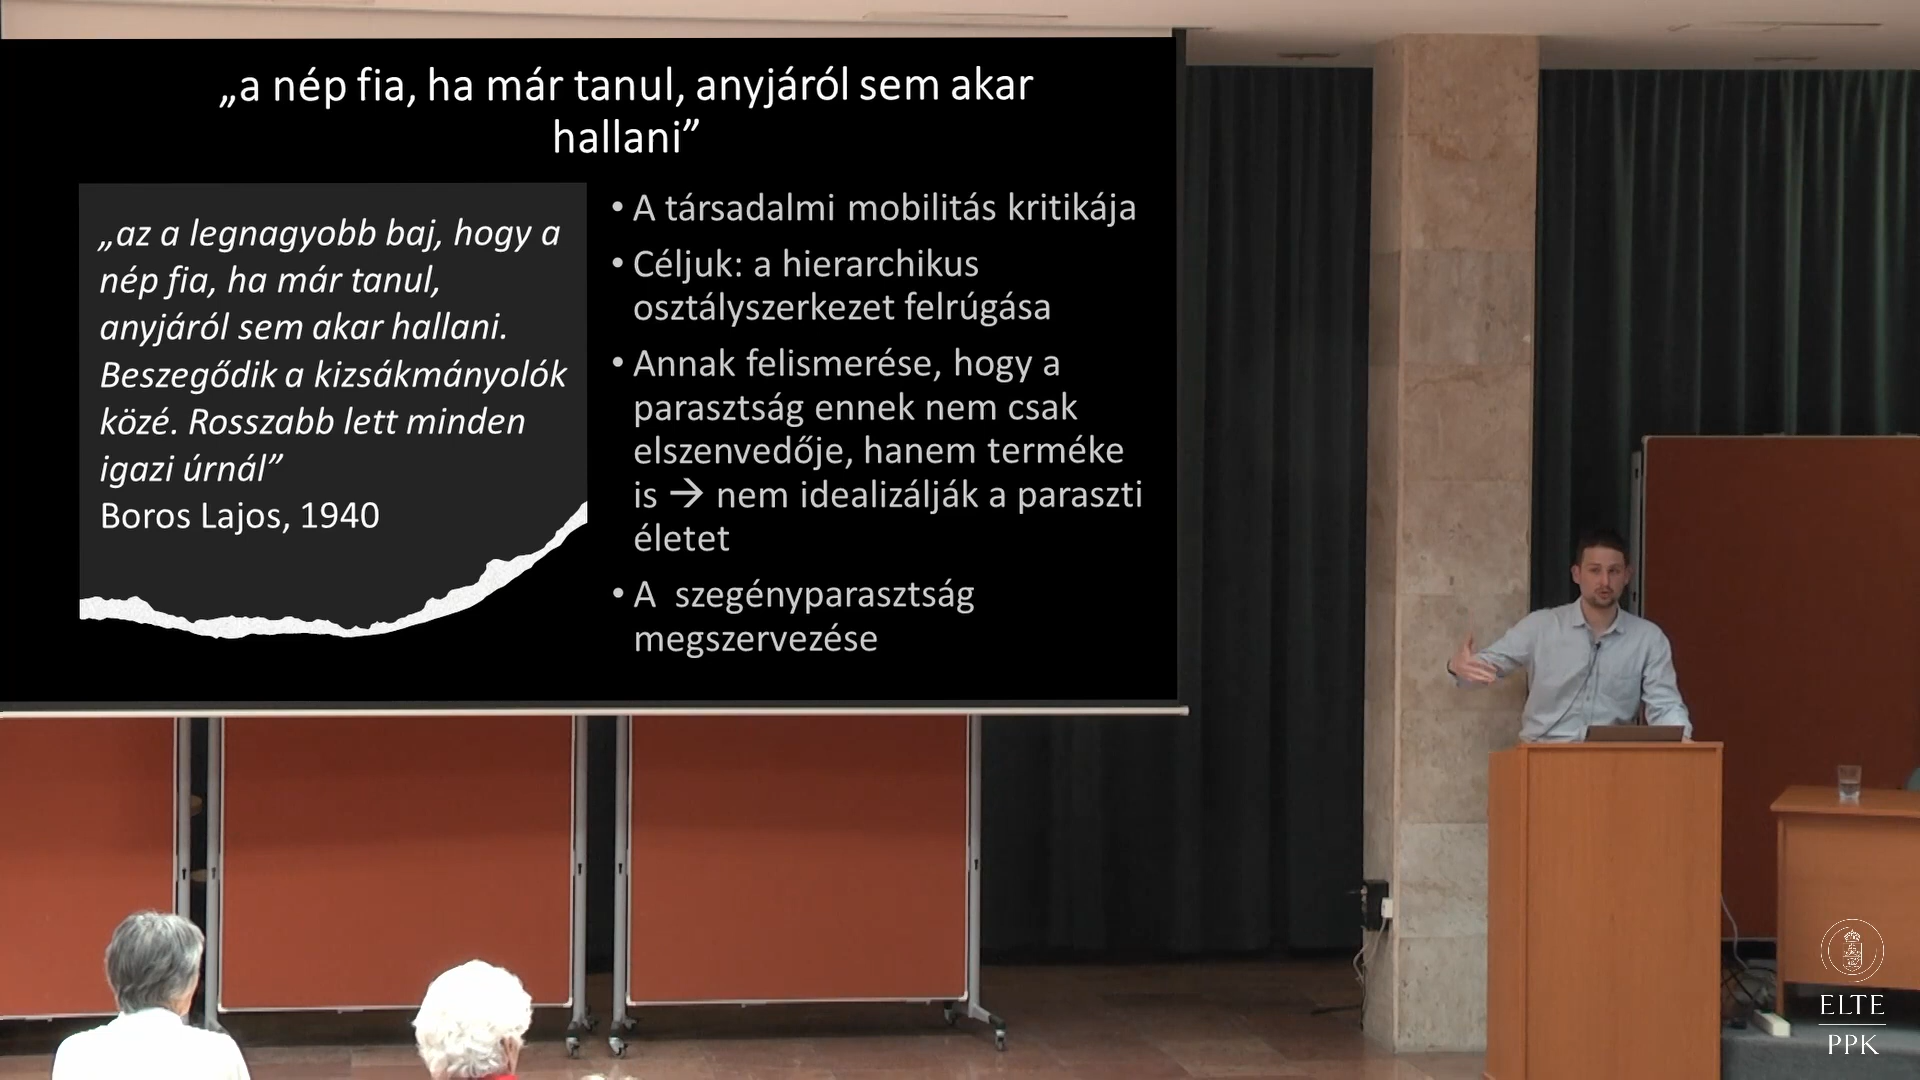 „a nép fia, ha már tanul, anyjáról sem akar
hallani”
„az a legnagyobb baj, hogy a
nép fia, ha már tanul,
anyjáról sem akar hallani.
Beszegődik a kizsákmányolók
közé. Rosszabb lett minden
igazi úrnál”
Boros Lajos, 1940
• A társadalmi mobilitás kritikája
• Céljuk: a hierarchikus
osztályszerkezet felrúgása
• Annak felismerése, hogy a
parasztság ennek nem csak
elszenvedője, hanem terméke
is → nem idealizálják a paraszti
életet
• A  szegényparasztság
megszervezése
ELTE
PPK